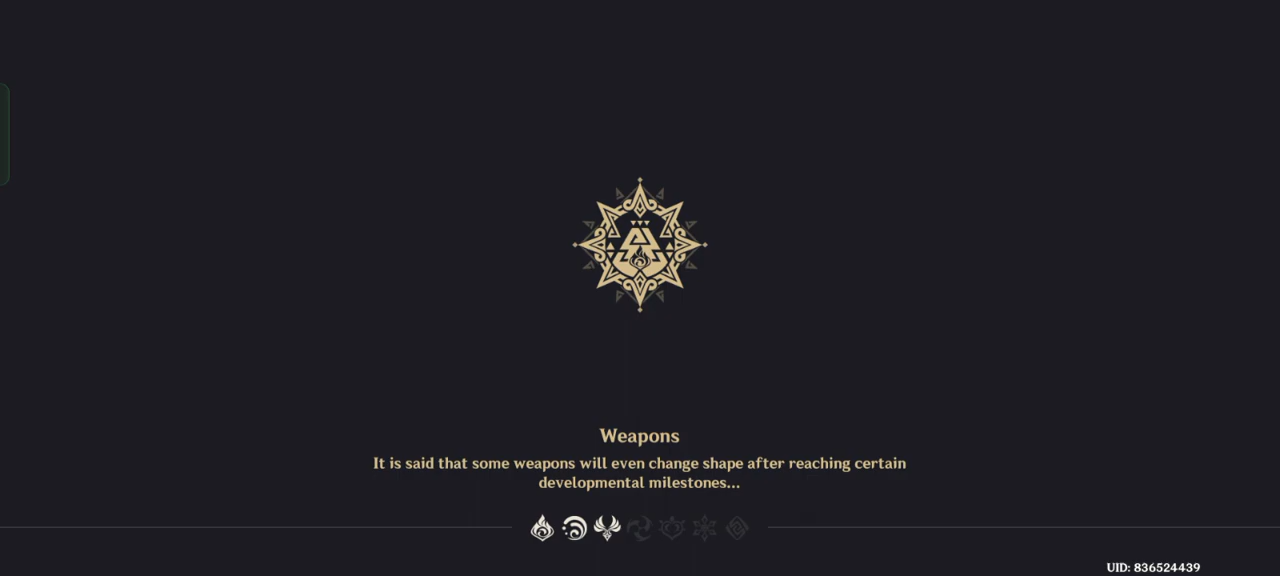 Weapons
It is said that some weapons will even change shape after reaching certain
developmental milestones...
UID: 836524439